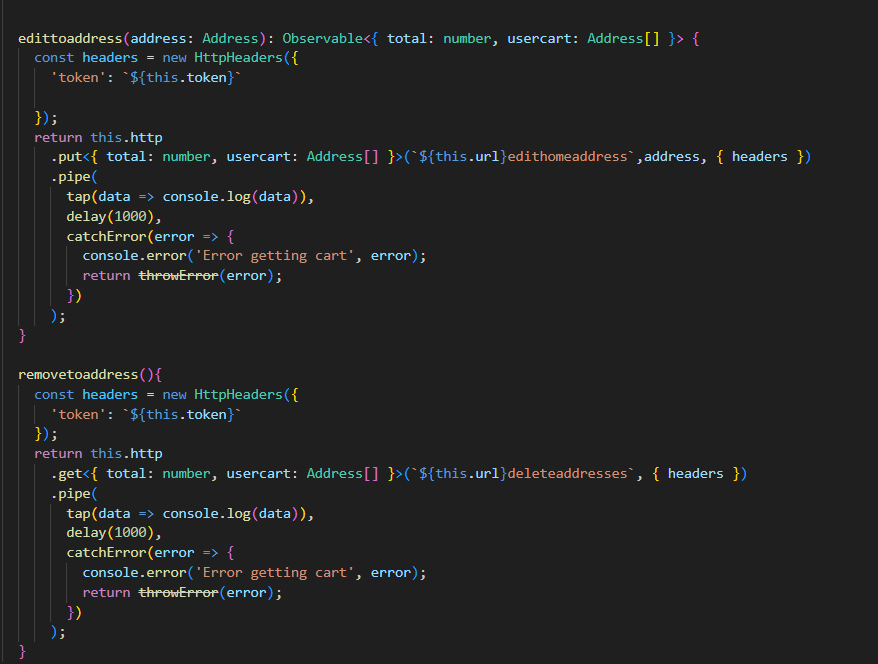 edittoaddress(address: Address): Observable<{ total: number, usercart: Address[] }> {
  const headers = new HttpHeaders({
    'token': `${this.token}`
  });
  return this.http
    .put<{ total: number, usercart: Address[] }>(`${this.url}edithomeaddress`,address, { headers })
    .pipe(
      tap(data => console.log(data)),
      delay(1000),
      catchError(error => {
        console.error('Error getting cart', error);
        return throwError(error);
      })
    );
}
removetoaddress(){
  const headers = new HttpHeaders({
    'token': `${this.token}`
  });
  return this.http
    .get<{ total: number, usercart: Address[] }>(`${this.url}deleteaddresses`, { headers })
    .pipe(
      tap(data => console.log(data)),
      delay(1000),
      catchError(error => {
        console.error('Error getting cart', error);
        return throwError(error);
      })
    );
}